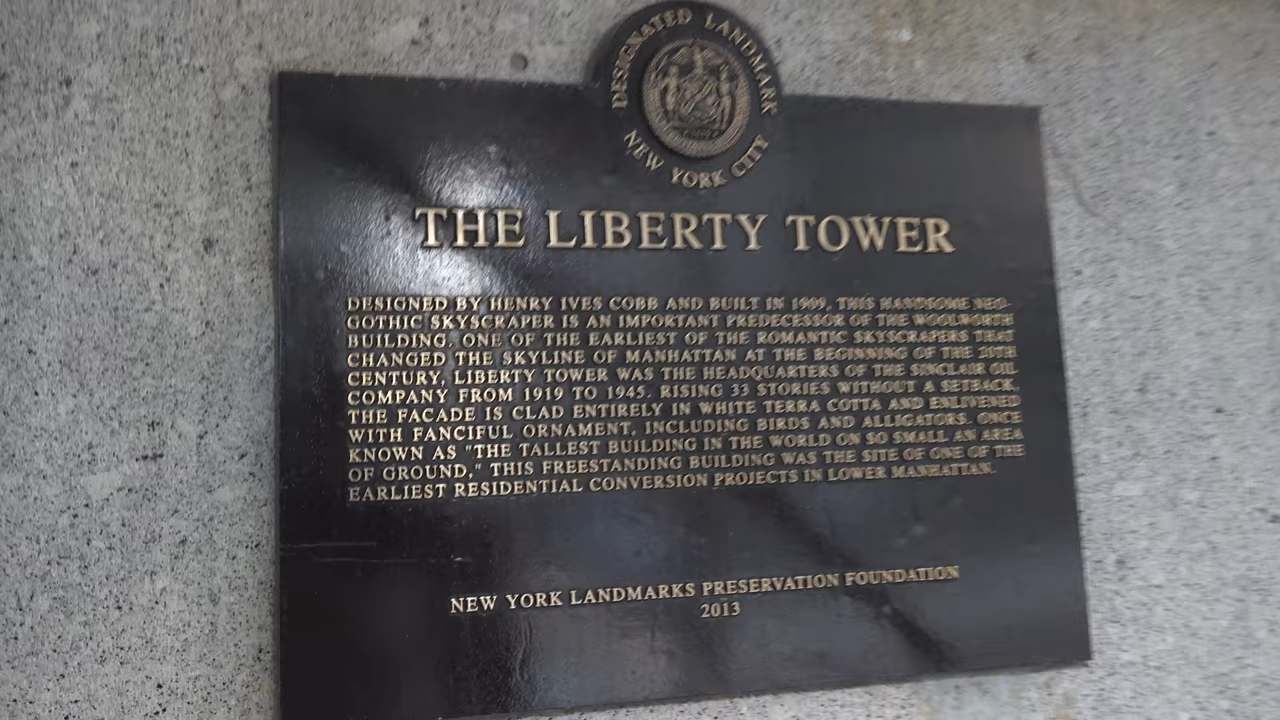 DESIGNATED LANDMARK
NEW YORK CITY
THE LIBERTY TOWER
DESIGNED BY HENRY IVES COBB AND BUILT IN 1909, THIS HANDSOME NEO-
GOTHIC SKYSCRAPER IS AN IMPORTANT PREDECESSOR OF THE WOOLWORTH
BUILDING. ONE OF THE EARLIEST OF THE ROMANTIC SKYSCRAPERS THAT
CHANGED THE SKYLINE OF MANHATTAN AT THE BEGINNING OF THE 20TH
CENTURY, LIBERTY TOWER WAS THE HEADQUARTERS OF THE SINCLAIR OIL
COMPANY FROM 1919 TO 1945. RISING 33 STORIES WITHOUT A SETBACK,
THE FACADE IS CLAD ENTIRELY IN WHITE TERRA COTTA AND ENLIVENED
WITH FANCIFUL ORNAMENT, INCLUDING BIRDS AND ALLIGATORS. ONCE
KNOWN AS "THE TALLEST BUILDING IN THE WORLD ON SO SMALL AN AREA
OF GROUND," THIS FREESTANDING BUILDING WAS THE SITE OF ONE OF THE
EARLIEST RESIDENTIAL CONVERSION PROJECTS IN LOWER MANHATTAN.
NEW YORK LANDMARKS PRESERVATION FOUNDATION
2013